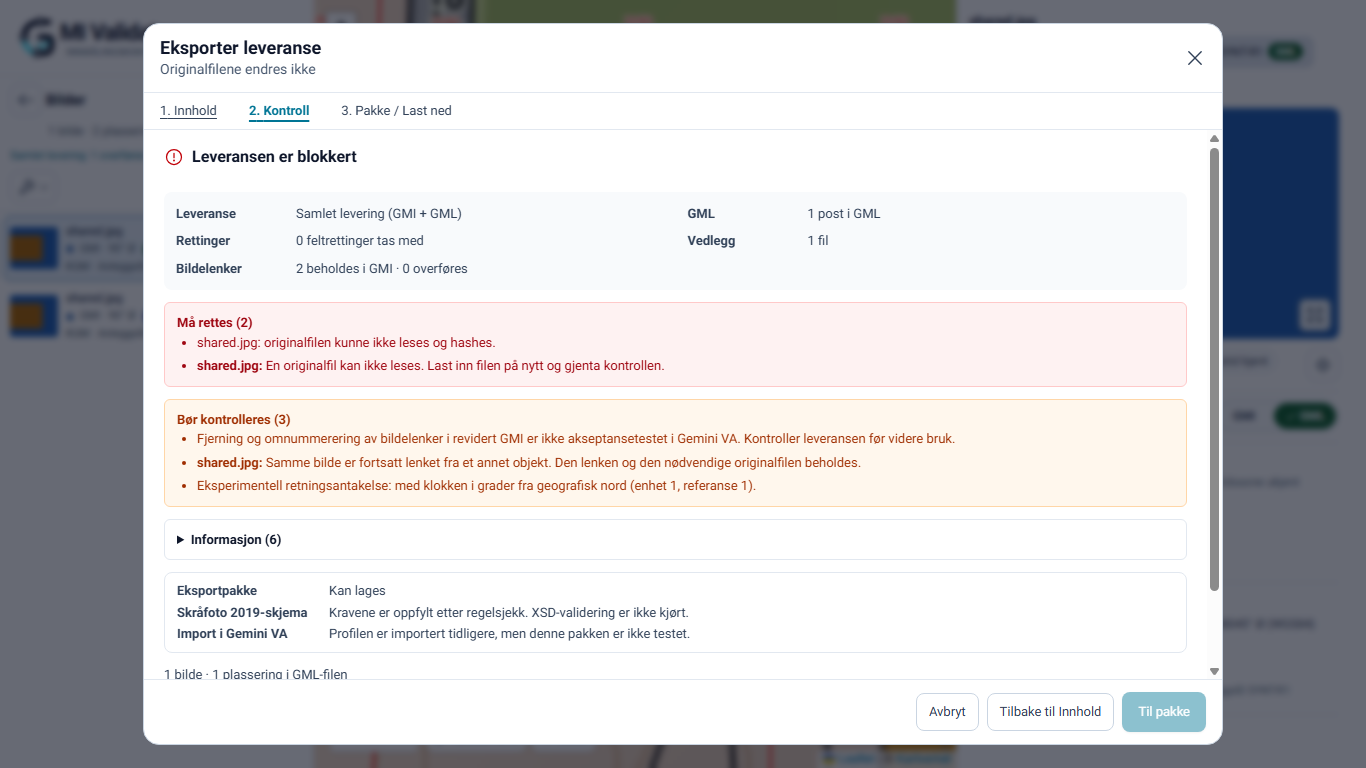 Eksporter leveranse
Originalfilene endres ikke
1. Innhold
2. Kontroll
3. Pakke / Last ned
Leveransen er blokkert
Leveranse Samlet levering (GMI + GML) GML 1 post i GML
Rettinger 0 feltrettinger tas med Vedlegg 1 fil
Bildelenker 2 beholdes i GMI · 0 overføres
Må rettes (2)
• shared.jpg: originalfilen kunne ikke leses og hashes.
• shared.jpg: En originalfil kan ikke leses. Last inn filen på nytt og gjenta kontrollen.
Bør kontrolleres (3)
• Fjerning og omnummerering av bildelenker i revidert GMI er ikke akseptansetestet i Gemini VA. Kontroller leveransen før videre bruk.
• shared.jpg: Samme bilde er fortsatt lenket fra et annet objekt. Den lenken og den nødvendige originalfilen beholdes.
• Eksperimentell retningsantakelse: med klokken i grader fra geografisk nord (enhet 1, referanse 1).
Informasjon (6)
Eksportpakke Kan lages
Skråfoto 2019-skjema Kravene er oppfylt etter regelsjekk. XSD-validering er ikke kjørt.
Import i Gemini VA Profilen er importert tidligere, men denne pakken er ikke testet.
1 bilde · 1 plassering i GML-filen
Avbryt
Tilbake til Innhold
Til pakke
Bilder
shared.jpg
shared.jpg